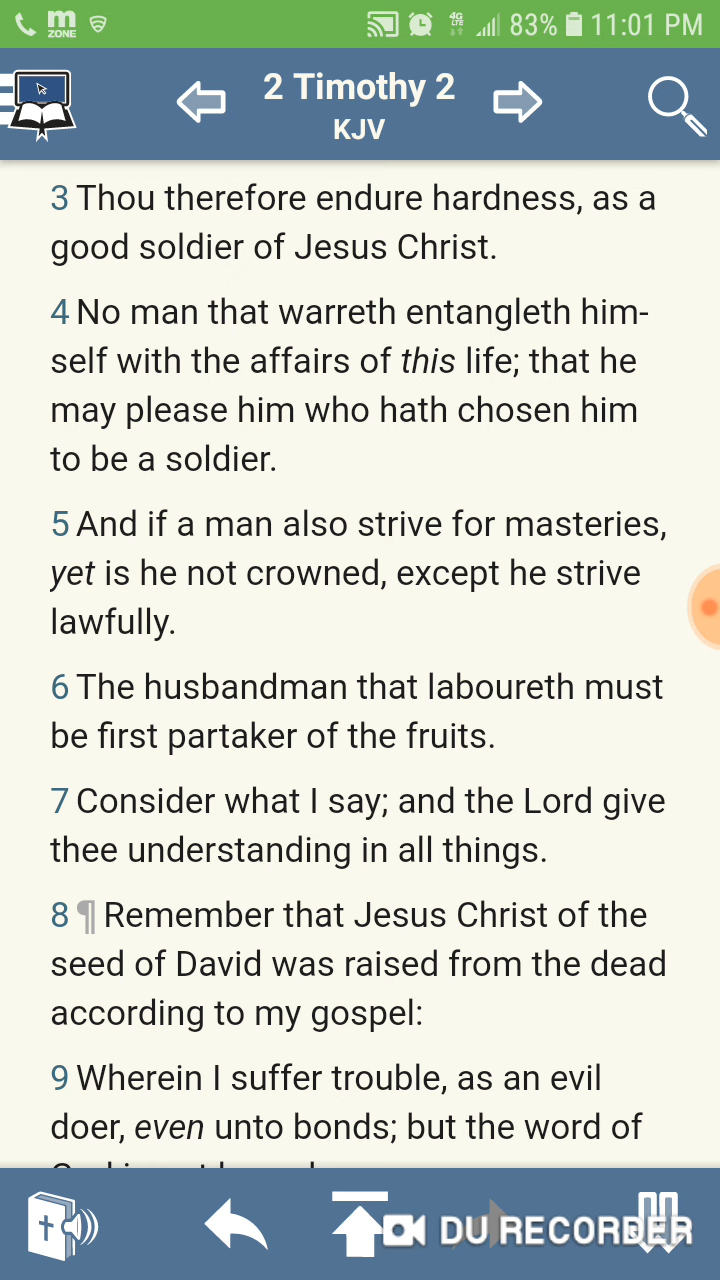 m ZONE 4G LTE 83% 11:01 PM
2 Timothy 2
KJV
3 Thou therefore endure hardness, as a
good soldier of Jesus Christ.
4 No man that warreth entangleth him-
self with the affairs of this life; that he
may please him who hath chosen him
to be a soldier.
5 And if a man also strive for masteries,
yet is he not crowned, except he strive
lawfully.
6 The husbandman that laboureth must
be first partaker of the fruits.
7 Consider what I say; and the Lord give
thee understanding in all things.
8 ¶ Remember that Jesus Christ of the
seed of David was raised from the dead
according to my gospel:
9 Wherein I suffer trouble, as an evil
doer, even unto bonds; but the word of
DU RECORDER